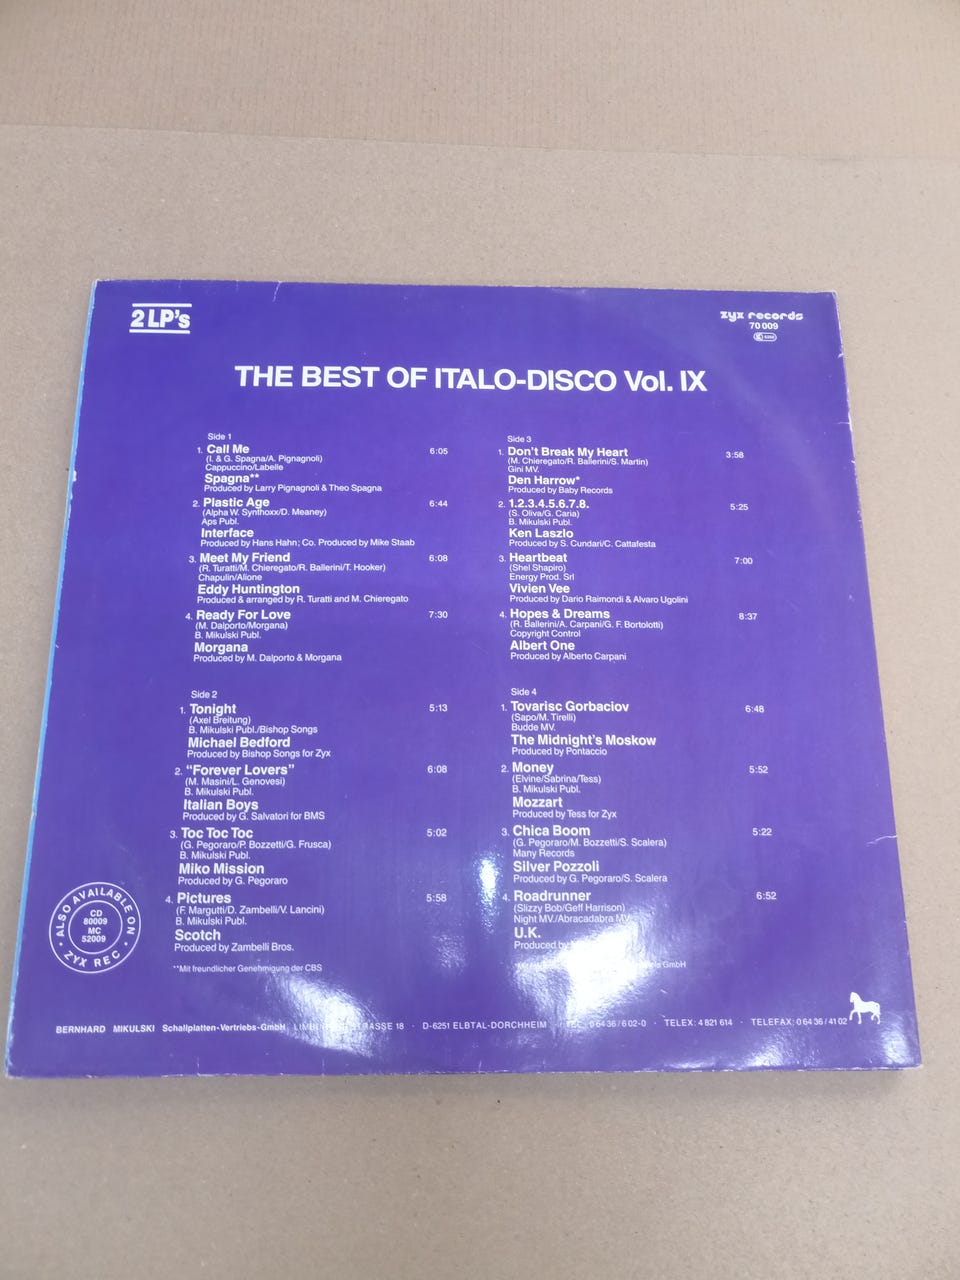 2 LP's
zyx records
70 009
THE BEST OF ITALO-DISCO Vol. IX
Side 1
1. Call Me 6:05
(I. & G. Spagna/A. Pignagnoli)
Cappuccino/Labelle
Spagna**
Produced by Larry Pignagnoli & Theo Spagna
2. Plastic Age 6:44
(Alpha W. Synthoxx/D. Meaney)
Aps Publ.
Interface
Produced by Hans Hahn; Co. Produced by Mike Staab
3. Meet My Friend 6:08
(R. Turatti/M. Chieregato/R. Ballerini/T. Hooker)
Chapulin/Alione
Eddy Huntington
Produced & arranged by R. Turatti and M. Chieregato
4. Ready For Love 7:30
(M. Dalporto/Morgana)
B. Mikulski Publ.
Morgana
Produced by M. Dalporto & Morgana
Side 2
1. Tonight 5:13
(Axel Breitung)
B. Mikulski Publ./Bishop Songs
Michael Bedford
Produced by Bishop Songs for Zyx
2. "Forever Lovers" 6:08
(M. Masini/L. Genovesi)
B. Mikulski Publ.
Italian Boys
Produced by G. Salvatori for BMS
3. Toc Toc Toc 5:02
(G. Pegoraro/P. Bozzetti/G. Frusca)
B. Mikulski Publ.
Miko Mission
Produced by G. Pegoraro
4. Pictures 5:58
(F. Margutti/D. Zambelli/V. Lancini)
B. Mikulski Publ.
Scotch
Produced by Zambelli Bros.
**Mit freundlicher Genehmigung der CBS
Side 3
1. Don't Break My Heart 3:58
(M. Chieregato/R. Ballerini/S. Martin)
Gini MV.
Den Harrow*
Produced by Baby Records
2. 1.2.3.4.5.6.7.8. 5:25
(S. Oliva/G. Caria)
B. Mikulski Publ.
Ken Laszlo
Produced by S. Cundari/C. Cattafesta
3. Heartbeat 7:00
(Shel Shapiro)
Energy Prod. Srl
Vivien Vee
Produced by Dario Raimondi & Alvaro Ugolini
4. Hopes & Dreams 8:37
(R. Ballerini/A. Carpani/G. F. Bortolotti)
Copyright Control
Albert One
Produced by Alberto Carpani
Side 4
1. Tovarisc Gorbaciov 6:48
(Sapo/M. Tirelli)
Budde MV.
The Midnight's Moskow
Produced by Pontaccio
2. Money 5:52
(Elvine/Sabrina/Tess)
B. Mikulski Publ.
Mozzart
Produced by Tess for Zyx
3. Chica Boom 5:22
(G. Pegoraro/M. Bozzetti/S. Scalera)
Many Records
Silver Pozzoli
Produced by G. Pegoraro/S. Scalera
4. Roadrunner 6:52
(Slizzy Bob/Geff Harrison)
Night MV./Abracadabra MV.
U.K.
Produced by
GmbH
ALSO AVAILABLE ON
CD
80009
MC
52009
ZYX REC
BERNHARD MIKULSKI Schallplatten-Vertriebs-GmbH 18 · D-6251 ELBTAL-DORCHHEIM · TEL. 0 64 36 / 6 02-0 · TELEX: 4 821 614 · TELEFAX: 0 64 36 / 41 02